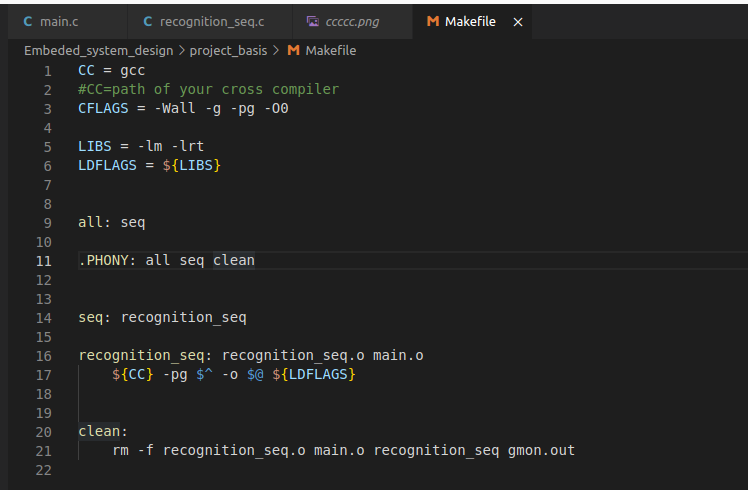 main.c recognition_seq.c ccccc.png Makefile
Embeded_system_design > project_basis > Makefile
1 CC = gcc
2 #CC=path of your cross compiler
3 CFLAGS = -Wall -g -pg -O0
4
5 LIBS = -lm -lrt
6 LDFLAGS = ${LIBS}
7
8
9 all: seq
10
11 .PHONY: all seq clean
12
13
14 seq: recognition_seq
15
16 recognition_seq: recognition_seq.o main.o
17 ${CC} -pg $^ -o $@ ${LDFLAGS}
18
19
20 clean:
21 rm -f recognition_seq.o main.o recognition_seq gmon.out
22